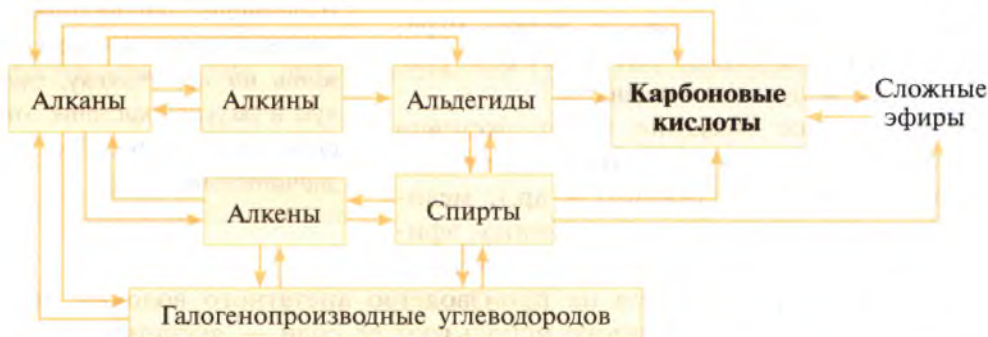 Алканы
Алкины
Альдегиды
Карбоновые
кислоты
Сложные
эфиры
Алкены
Спирты
Галогенопроизводные углеводородов